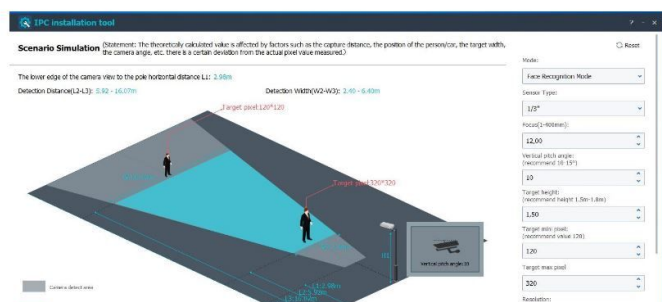 IPC installation tool
Scenario Simulation (Statement: The theoretically calculated value is affected by factors such as the capture distance, the position of the person/car, the target width,
the camera angle, etc, there is a certain deviation from the actual pixel value measured.)
Reset
Mode:
The lower edge of the camera view to the pole horizontal distance L1: 2.98m
Face Recognition Mode
Detection Distance(L2-L3): 5.92 - 16.07m
Detection Width(W2-W3): 2.40 - 6.40m
Sensor Type:
1/3"
Target pixel:120*120
Focus(1-400mm):
12.00
Vertical pitch angle:
(recommend 10-15°)
10
Target pixel:320*320
Target height:
(recommend height 1.5m-1.8m)
1.50
Target min pixel:
(recommend value 120)
120
Vertical pitch angle:
Target max pixel
320
Camera detect area
L1:2.98m
Resolution: